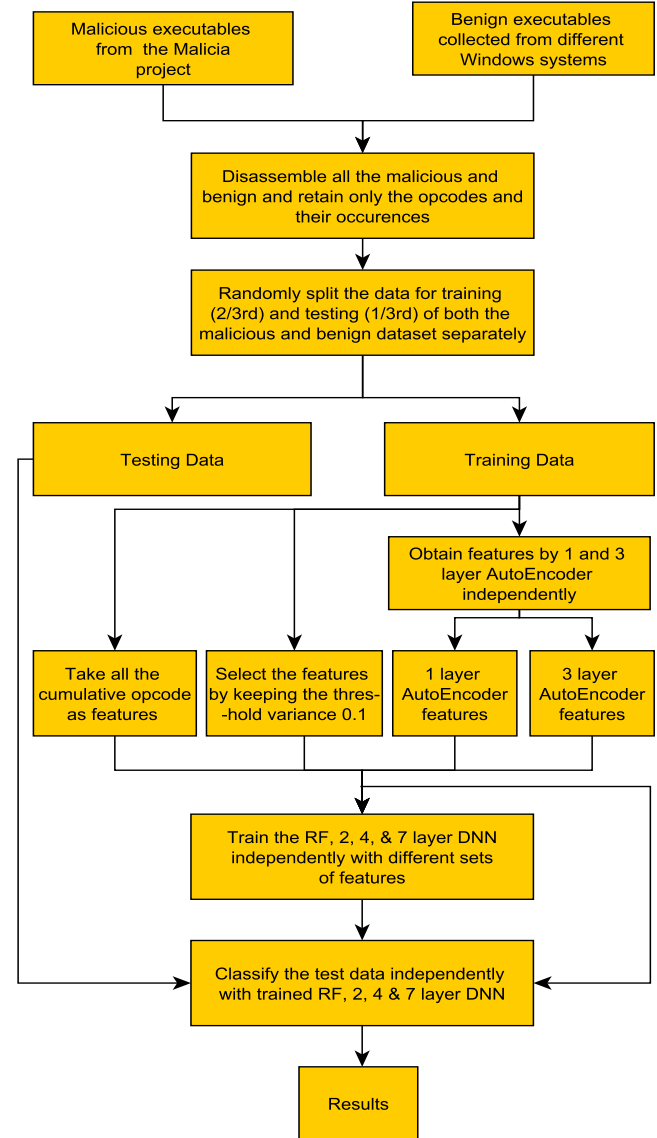 Malicious executables
from the Malicia
project
Benign executables
collected from different
Windows systems
Disassemble all the malicious and
benign and retain only the opcodes and
their occurences
Randomly split the data for training
(2/3rd) and testing (1/3rd) of both the
malicious and benign dataset separately
Testing Data
Training Data
Obtain features by 1 and 3
layer AutoEncoder
independently
Take all the
cumulative opcode
as features
Select the features
by keeping the thres-
-hold variance 0.1
1 layer
AutoEncoder
features
3 layer
AutoEncoder
features
Train the RF, 2, 4, & 7 layer DNN
independently with different sets
of features
Classify the test data independently
with trained RF, 2, 4 & 7 layer DNN
Results